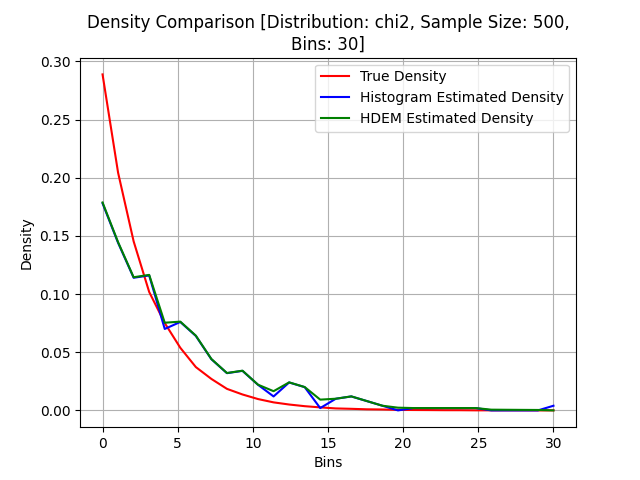 Density Comparison [Distribution: chi2, Sample Size: 500,
Bins: 30]
True Density
Histogram Estimated Density
HDEM Estimated Density
Density
0.30
0.25
0.20
0.15
0.10
0.05
0.00
0 5 10 15 20 25 30
Bins